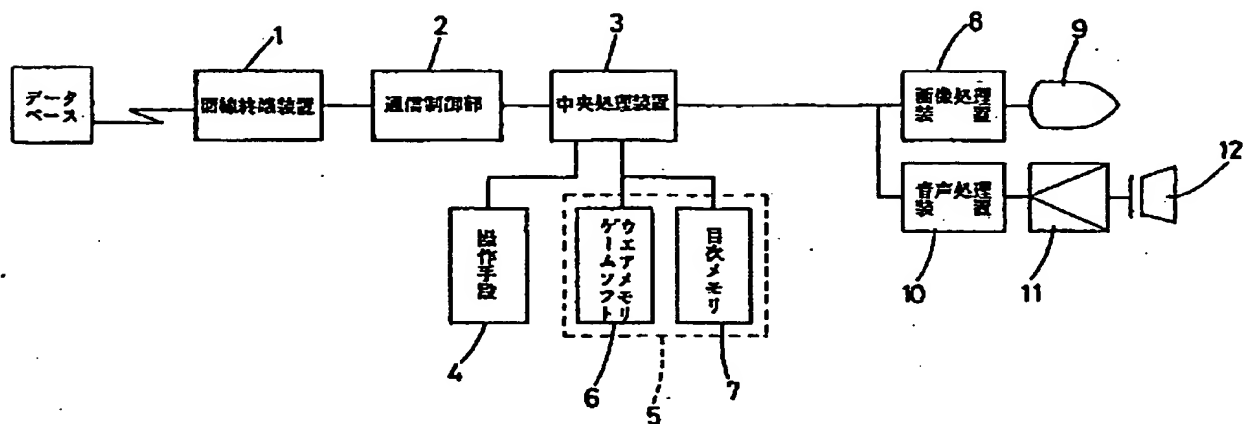 1
2
3
8
9
データ
ベース
回線終端装置
通信制御部
中央処理装置
画像処理
装置
12
音声処理
装置
操作手段
ゲームソフト
ウエアメモリ
目次メモリ
10
11
4
6
5
7